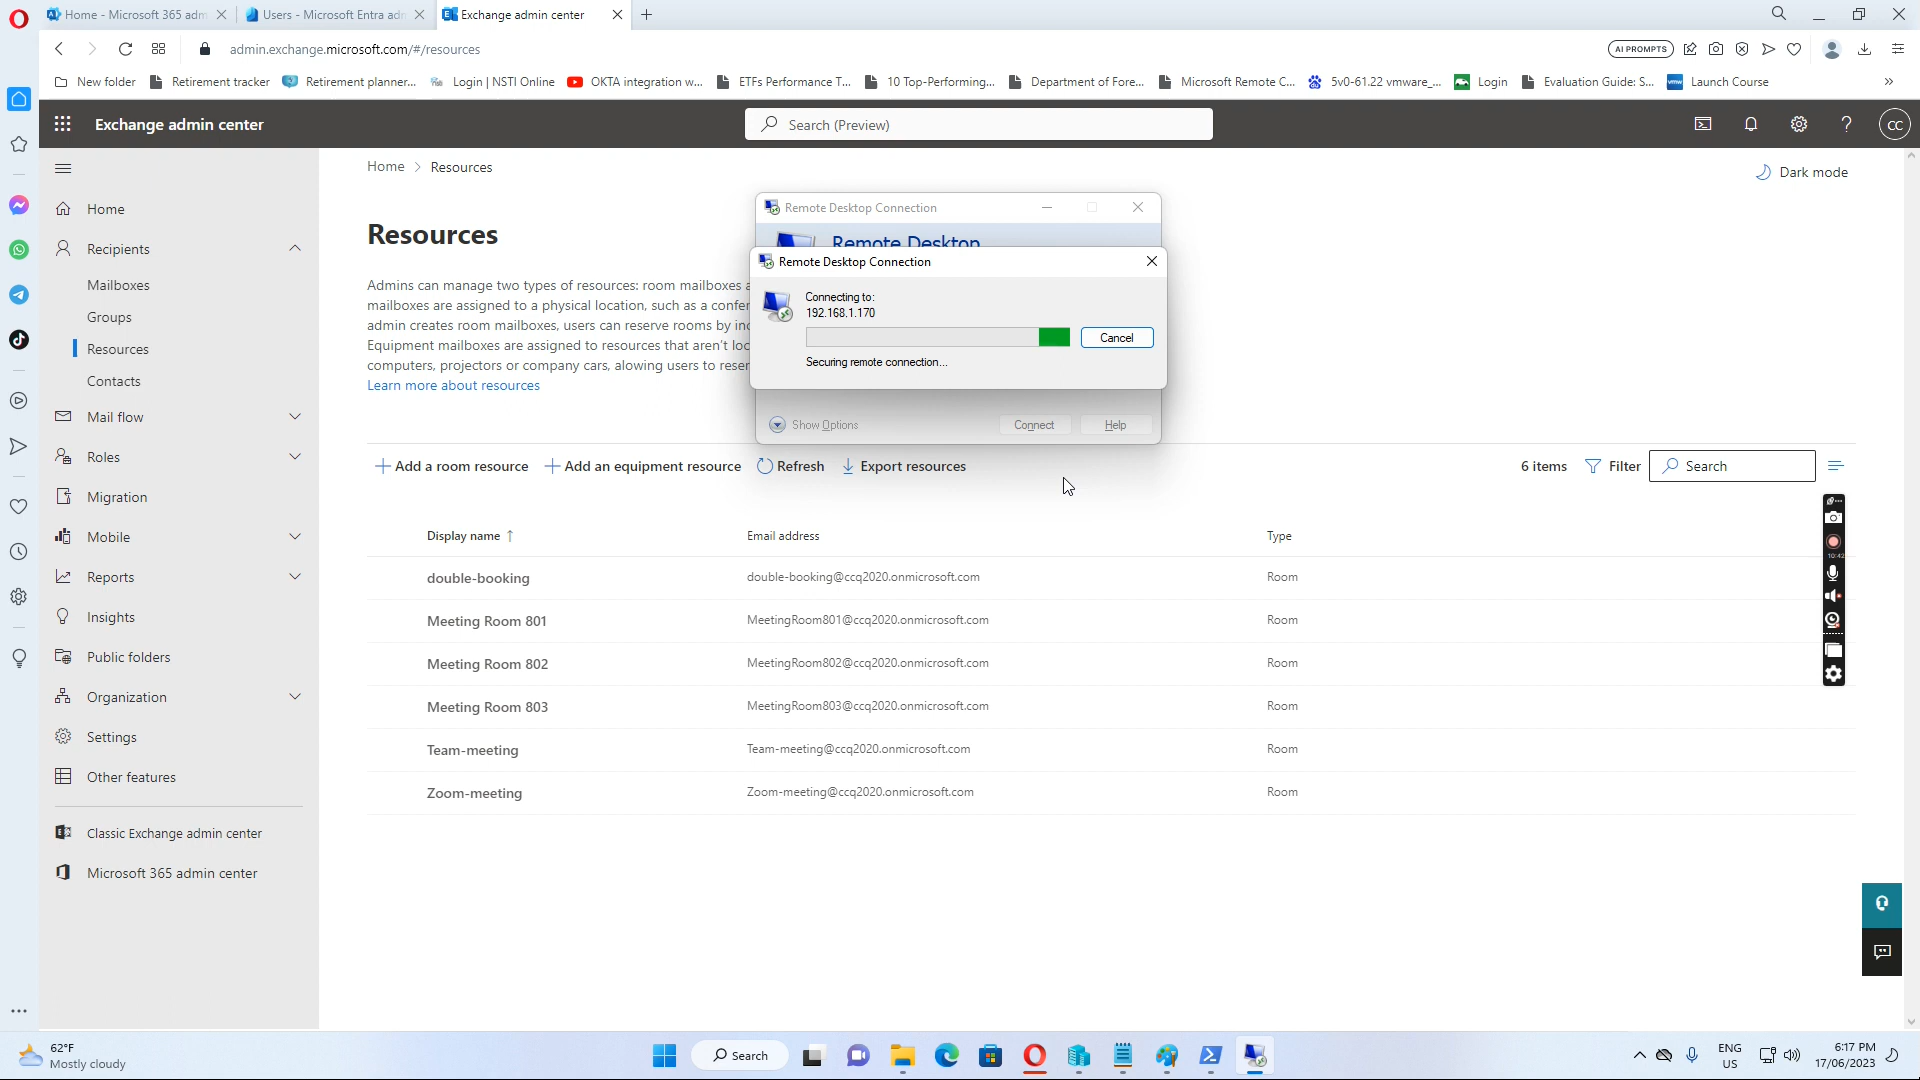 Home - Microsoft 365 adm
Users - Microsoft Entra adm
Exchange admin center
admin.exchange.microsoft.com/#/resources
AI PROMPTS
New folder
Retirement tracker
Retirement planner...
Login | NSTI Online
OKTA integration w...
ETFs Performance T...
10 Top-Performing...
Department of Fore...
Microsoft Remote C...
5v0-61.22 vmware_...
Login
Evaluation Guide: S...
Launch Course
Exchange admin center
Search (Preview)
CC
Home > Resources
Dark mode
Home
Recipients
Mailboxes
Groups
Resources
Contacts
Mail flow
Roles
Migration
Mobile
Reports
Insights
Public folders
Organization
Settings
Other features
Classic Exchange admin center
Microsoft 365 admin center
Resources
Admins can manage two types of resources: room mailboxes a
mailboxes are assigned to a physical location, such as a confer
admin creates room mailboxes, users can reserve rooms by inc
Equipment mailboxes are assigned to resources that aren't loc
computers, projectors or company cars, alowing users to reser
Learn more about resources
Remote Desktop Connection
Remote Desktop
Remote Desktop Connection
Connecting to:
192.168.1.170
Cancel
Securing remote connection...
Show Options
Connect
Help
Add a room resource
Add an equipment resource
Refresh
Export resources
6 items
Filter
Search
Display name ↑ Email address Type
double-booking double-booking@ccq2020.onmicrosoft.com Room
Meeting Room 801 MeetingRoom801@ccq2020.onmicrosoft.com Room
Meeting Room 802 MeetingRoom802@ccq2020.onmicrosoft.com Room
Meeting Room 803 MeetingRoom803@ccq2020.onmicrosoft.com Room
Team-meeting Team-meeting@ccq2020.onmicrosoft.com Room
Zoom-meeting Zoom-meeting@ccq2020.onmicrosoft.com Room
10:42
62°F
Mostly cloudy
Search
ENG
US
6:17 PM
17/06/2023